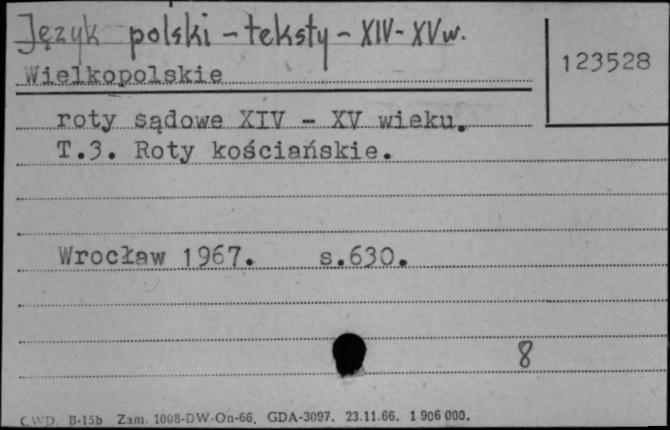 Język polski - teksty - XIV-XV w.
123528
Wielkopolskie
roty sądowe XIV - XV wieku.
T.3. Roty kościańskie.
Wrocław 1967. s.630.
8
CWD. B-15b Zam. 1008-DW-On-66. GDA-3097. 23.11.66. 1 906 000.